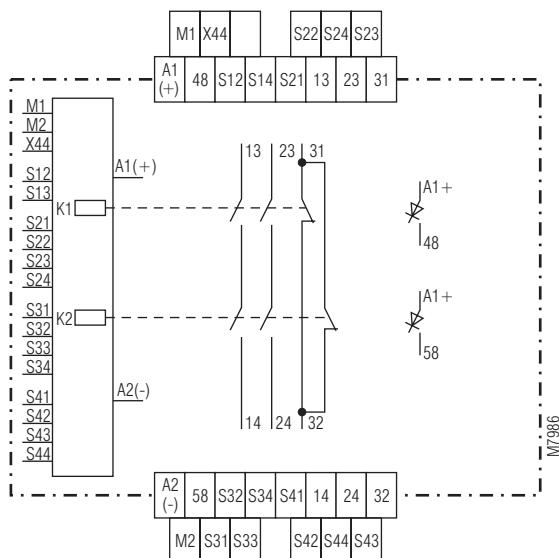 M1 X44 S22 S24 S23
A1 (+) 48 S12 S14 S21 13 23 31
M1
M2
X44
S12
S13
A1(+)
K1
S21
S22
S23
S24
S31
K2
S32
S33
S34
S41
A2(-)
S42
S43
S44
13 23 31
14 24 32
A1+
48
A1+
58
M7986
A2 (-) 58 S32 S34 S41 14 24 32
M2 S31 S33 S42 S44 S43